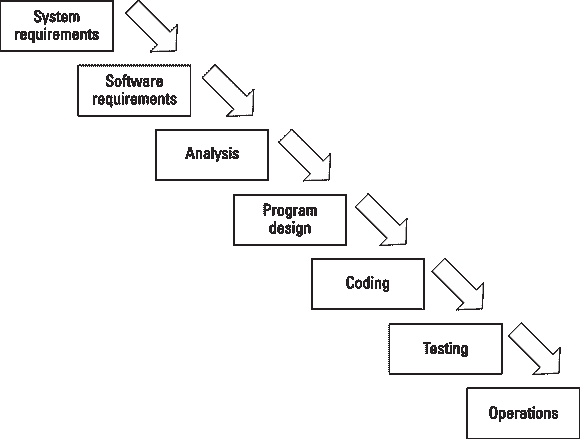 System
requirements
Software
requirements
Analysis
Program
design
Coding
Testing
Operations